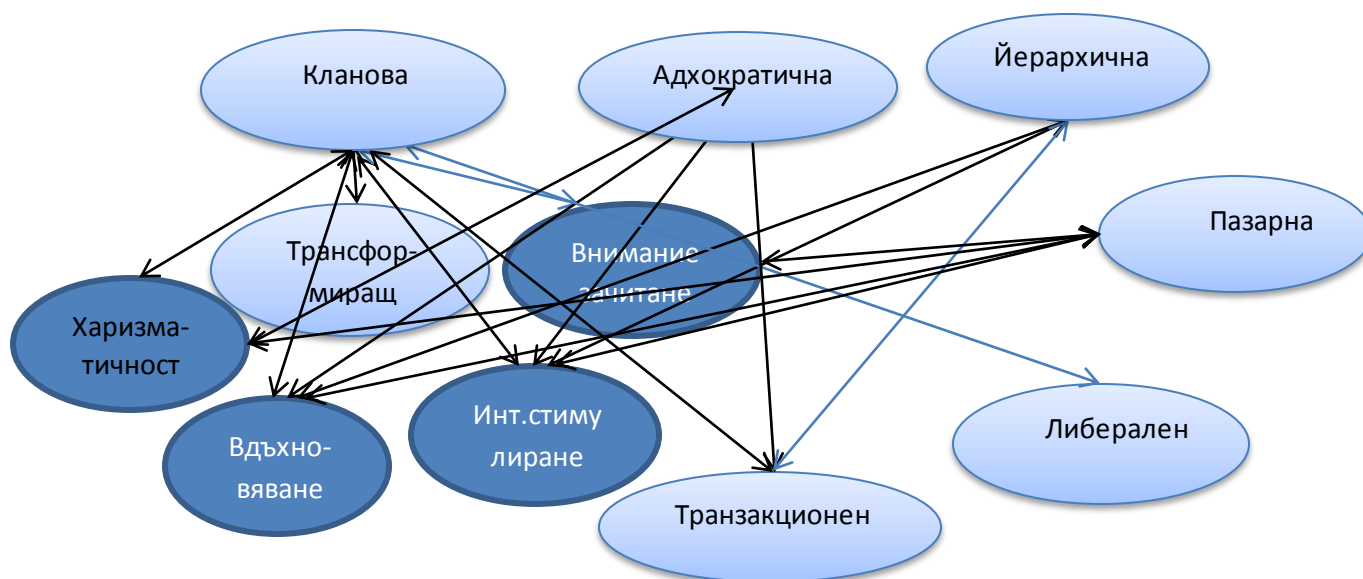 Кланова
Адхократична
Йерархична
Пазарна
Трансфор-
миращ
Внимание
зачитане
Харизма-
тичност
Вдъхно-
вяване
Инт.стиму
лиране
Либерален
Транзакционен